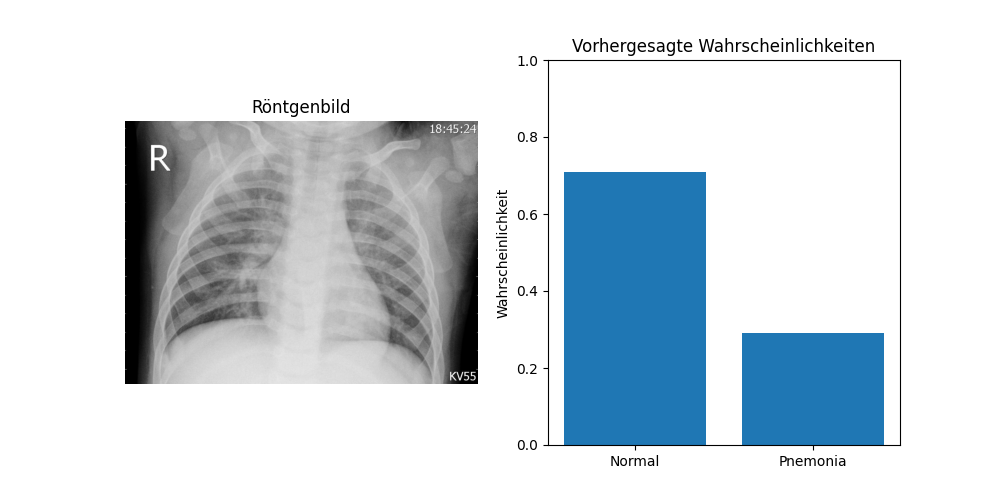 Röntgenbild
18:45:24
R
KV55
Vorhergesagte Wahrscheinlichkeiten
Wahrscheinlichkeit
1.0
0.8
0.6
0.4
0.2
0.0
Normal
Pnemonia